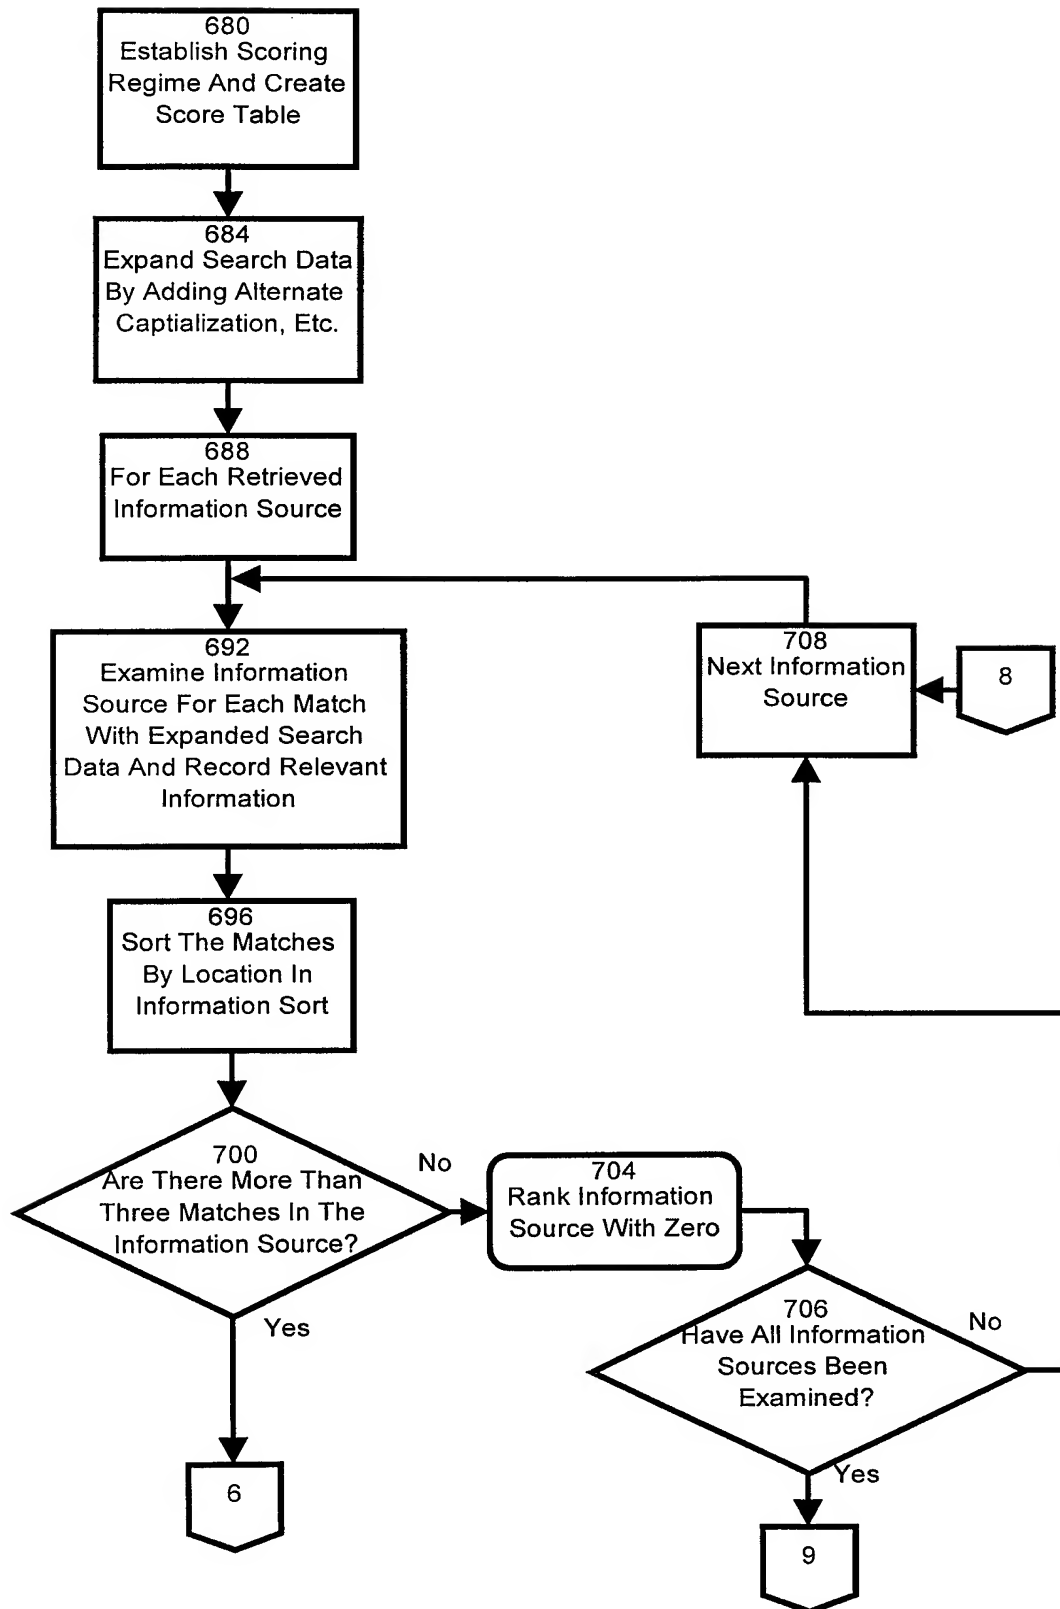 680
Establish Scoring
Regime And Create
Score Table
684
Expand Search Data
By Adding Alternate
Captialization, Etc.
688
For Each Retrieved
Information Source
692
Examine Information
Source For Each Match
With Expanded Search
Data And Record Relevant
Information
708
Next Information
Source
8
696
Sort The Matches
By Location In
Information Sort
700
Are There More Than
Three Matches In The
Information Source?
No
Yes
704
Rank Information
Source With Zero
706
Have All Information
Sources Been
Examined?
No
Yes
6
9